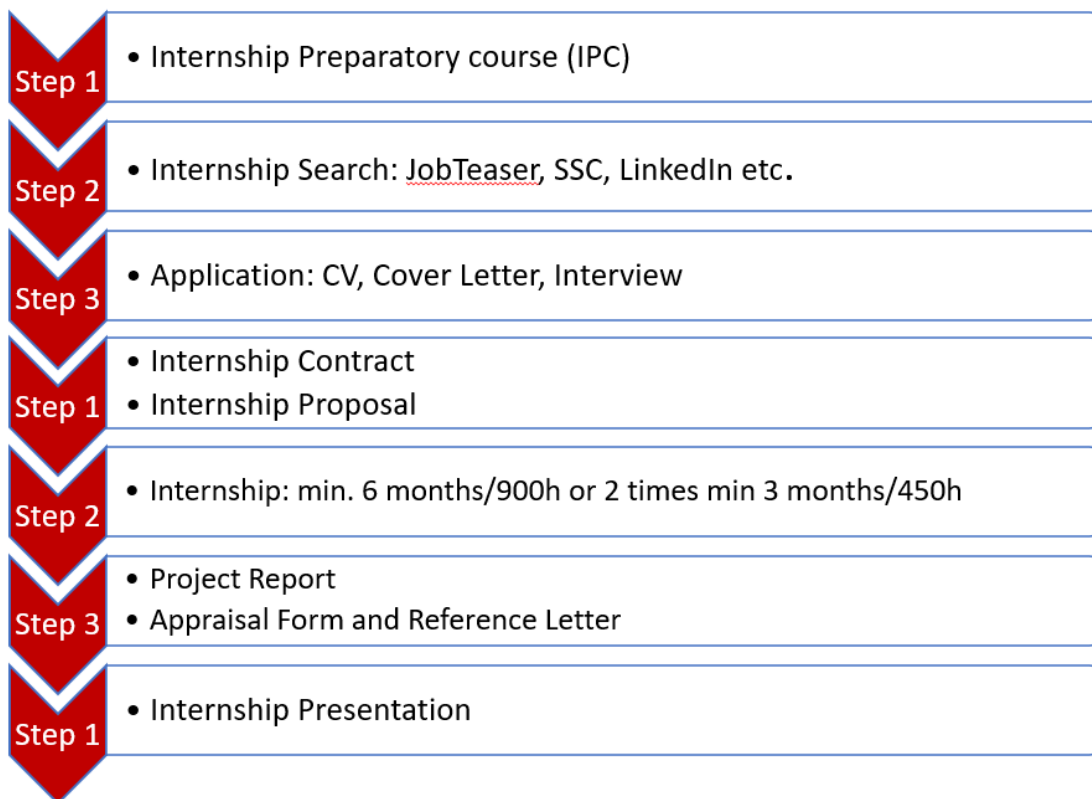 Step 1
• Internship Preparatory course (IPC)
Step 2
• Internship Search: JobTeaser, SSC, LinkedIn etc.
Step 3
• Application: CV, Cover Letter, Interview
Step 1
• Internship Contract
• Internship Proposal
Step 2
• Internship: min. 6 months/900h or 2 times min 3 months/450h
Step 3
• Project Report
• Appraisal Form and Reference Letter
Step 1
• Internship Presentation